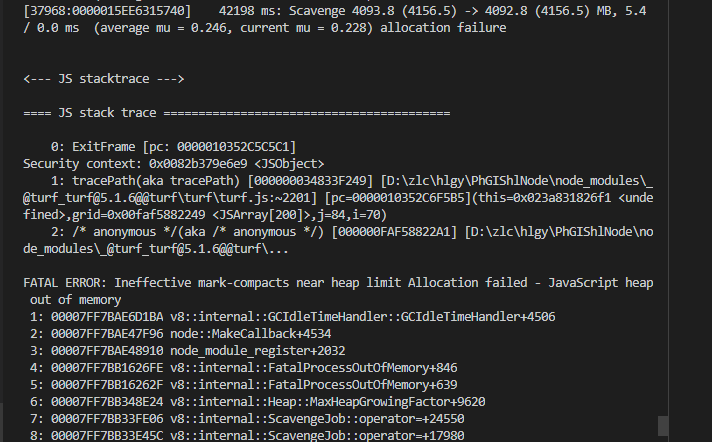 [37968:0000015EE6315740]    42198 ms: Scavenge 4093.8 (4156.5) -> 4092.8 (4156.5) MB, 5.4
/ 0.0 ms  (average mu = 0.246, current mu = 0.228) allocation failure
<--- JS stacktrace --->
==== JS stack trace =========================================
    0: ExitFrame [pc: 0000010352C5C5C1]
Security context: 0x0082b379e6e9 <JSObject>
    1: tracePath(aka tracePath) [000000034833F249] [D:\zlc\hlgy\PhGIShlNode\node_modules\_
@turf_turf@5.1.6@@turf\turf\turf.js:~2201] [pc=0000010352C6F5B5](this=0x023a831826f1 <unde
fined>,grid=0x00faf5882249 <JSArray[200]>,j=84,i=70)
    2: /* anonymous */(aka /* anonymous */) [000000FAF58822A1] [D:\zlc\hlgy\PhGIShlNode\no
de_modules\_@turf_turf@5.1.6@@turf\...
FATAL ERROR: Ineffective mark-compacts near heap limit Allocation failed - JavaScript heap
 out of memory
 1: 00007FF7BAE6D1BA v8::internal::GCIdleTimeHandler::GCIdleTimeHandler+4506
 2: 00007FF7BAE47F96 node::MakeCallback+4534
 3: 00007FF7BAE48910 node_module_register+2032
 4: 00007FF7BB1626FE v8::internal::FatalProcessOutOfMemory+846
 5: 00007FF7BB16262F v8::internal::FatalProcessOutOfMemory+639
 6: 00007FF7BB348E24 v8::internal::Heap::MaxHeapGrowingFactor+9620
 7: 00007FF7BB33FE06 v8::internal::ScavengeJob::operator=+24550
 8: 00007FF7BB33E45C v8::internal::ScavengeJob::operator=+17980